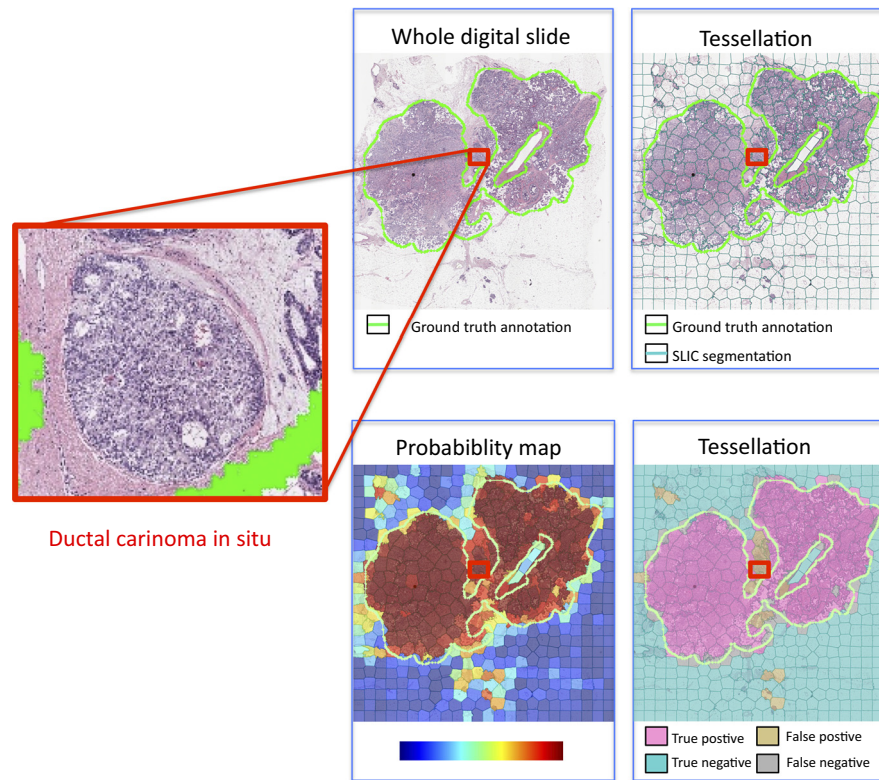 Whole digital slide
Ground truth annotation
Tessellation
Ground truth annotation
SLIC segmentation
Ductal carinoma in situ
Probabiblity map
Tessellation
True postive
False postive
True negative
False negative